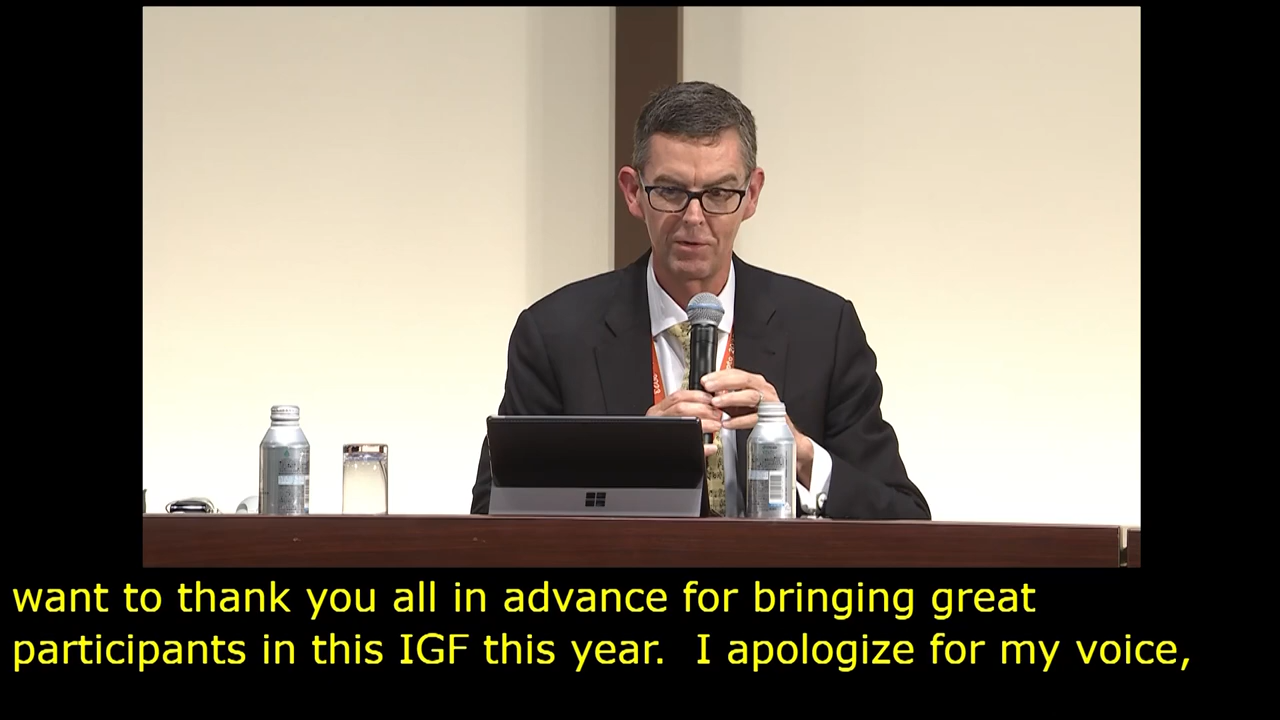 want to thank you all in advance for bringing great
participants in this IGF this year.  I apologize for my voice,